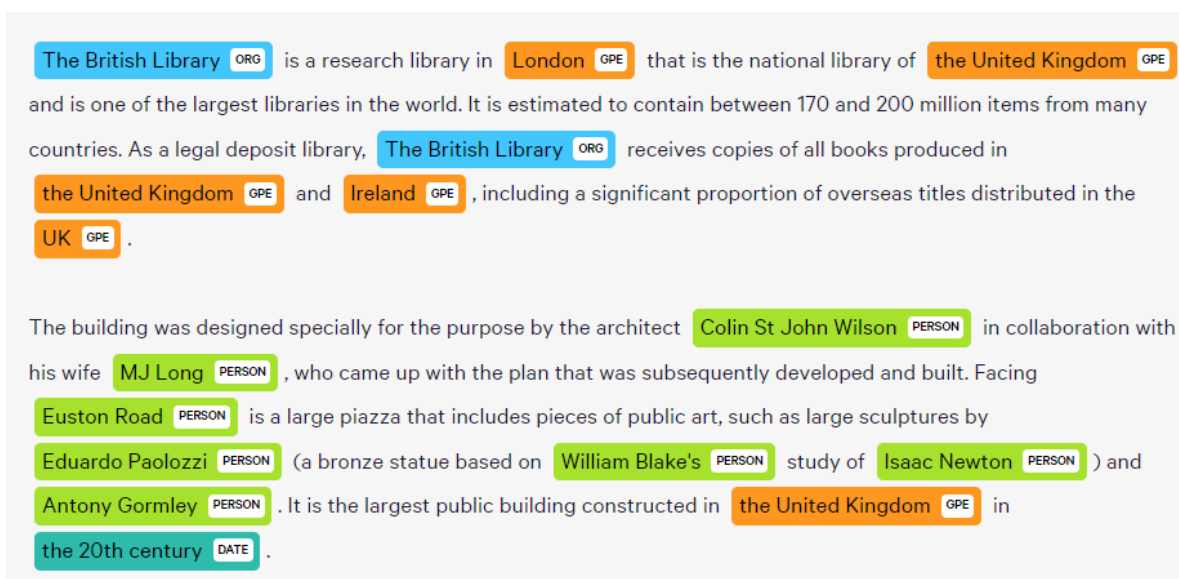 The British Library ORG is a research library in London GPE that is the national library of the United Kingdom GPE
and is one of the largest libraries in the world. It is estimated to contain between 170 and 200 million items from many
countries. As a legal deposit library, The British Library ORG receives copies of all books produced in
the United Kingdom GPE and Ireland GPE , including a significant proportion of overseas titles distributed in the
UK GPE .
The building was designed specially for the purpose by the architect Colin St John Wilson PERSON in collaboration with
his wife MJ Long PERSON , who came up with the plan that was subsequently developed and built. Facing
Euston Road PERSON is a large piazza that includes pieces of public art, such as large sculptures by
Eduardo Paolozzi PERSON (a bronze statue based on William Blake's PERSON study of Isaac Newton PERSON ) and
Antony Gormley PERSON . It is the largest public building constructed in the United Kingdom GPE in
the 20th century DATE .